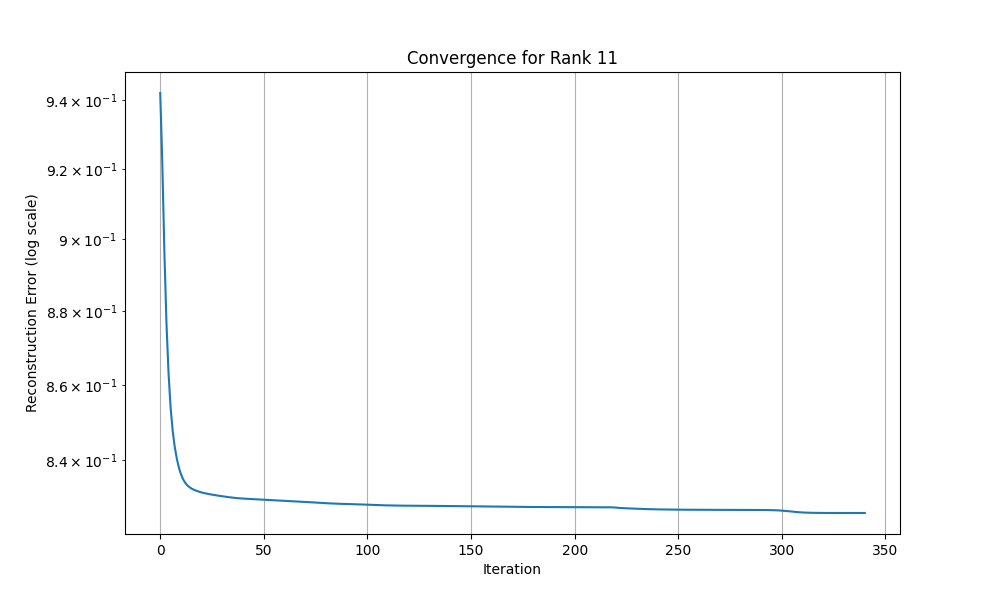 Convergence for Rank 11
Reconstruction Error (log scale)
9.4 × 10⁻¹
9.2 × 10⁻¹
9 × 10⁻¹
8.8 × 10⁻¹
8.6 × 10⁻¹
8.4 × 10⁻¹
0 50 100 150 200 250 300 350
Iteration